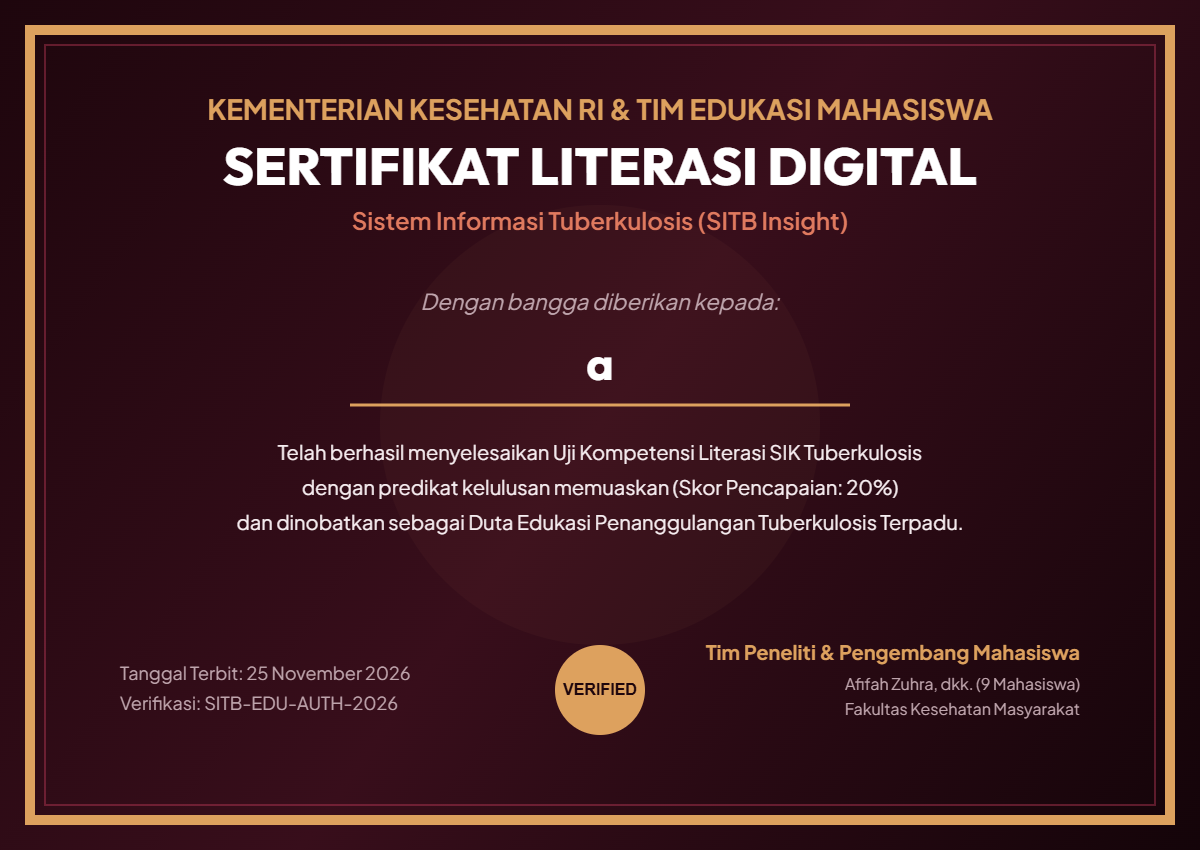 KEMENTERIAN KESEHATAN RI & TIM EDUKASI MAHASISWA
SERTIFIKAT LITERASI DIGITAL
Sistem Informasi Tuberkulosis (SITB Insight)
Dengan bangga diberikan kepada:
a
Telah berhasil menyelesaikan Uji Kompetensi Literasi SIK Tuberkulosis
dengan predikat kelulusan memuaskan (Skor Pencapaian: 20%)
dan dinobatkan sebagai Duta Edukasi Penanggulangan Tuberkulosis Terpadu.
Tanggal Terbit: 25 November 2026
Verifikasi: SITB-EDU-AUTH-2026
VERIFIED
Tim Peneliti & Pengembang Mahasiswa
Afifah Zuhra, dkk. (9 Mahasiswa)
Fakultas Kesehatan Masyarakat